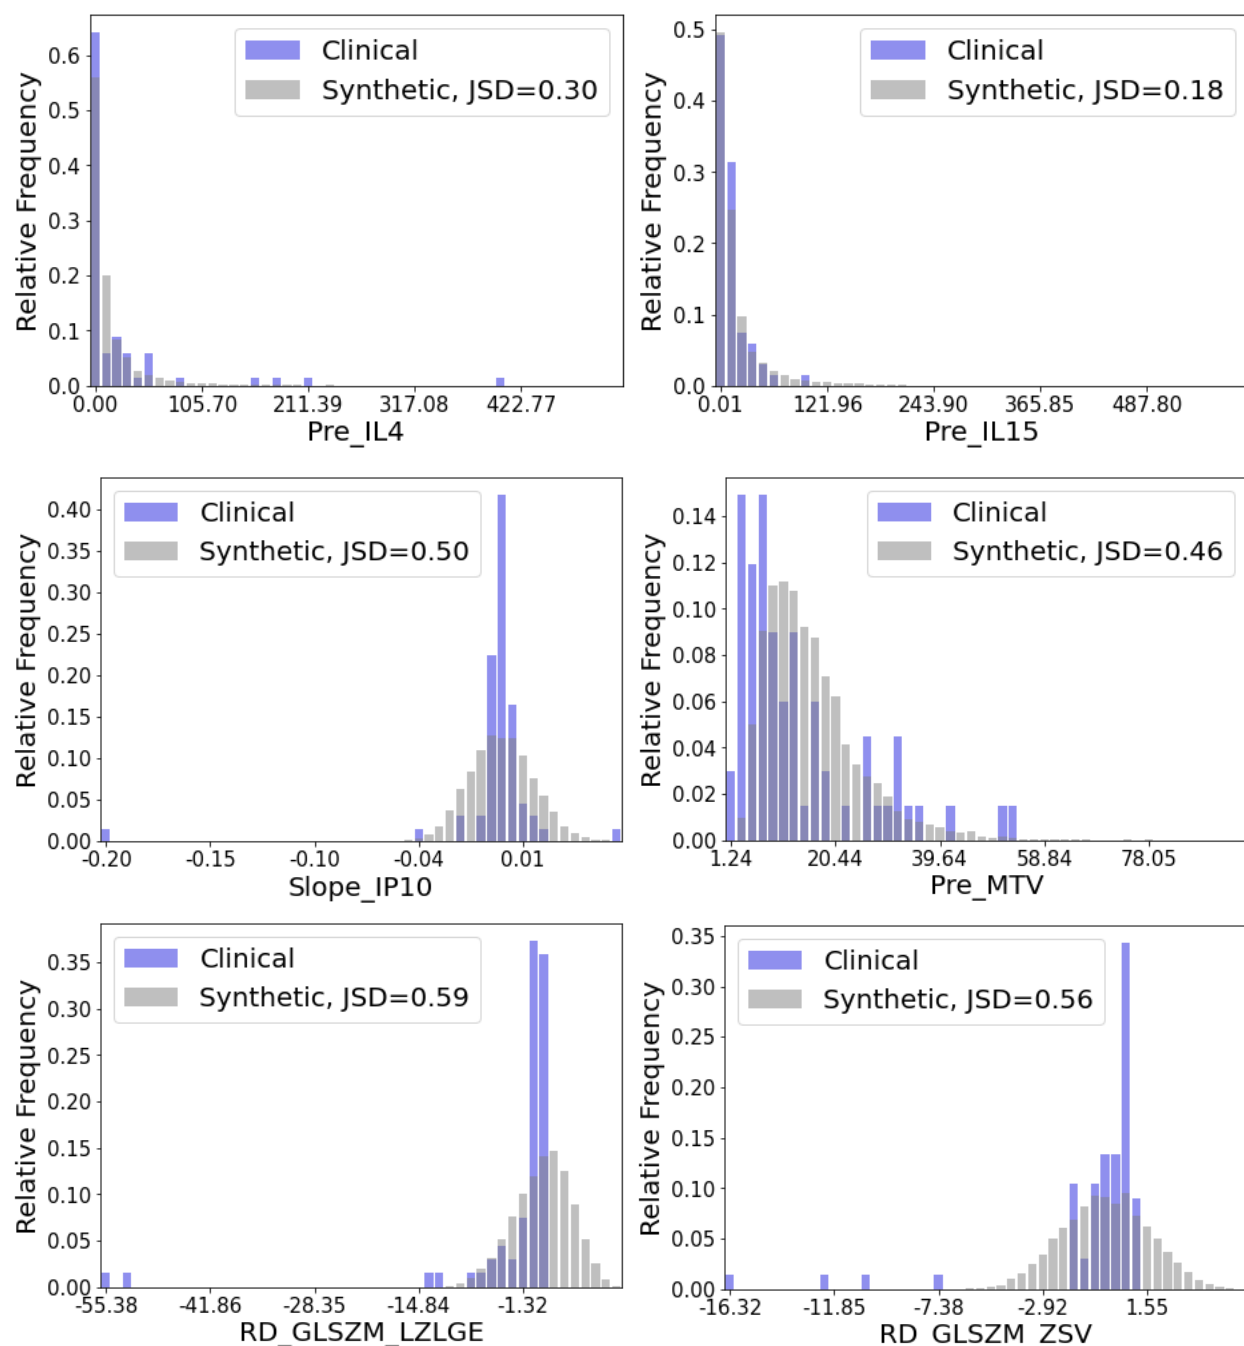 Clinical
Synthetic, JSD=0.30
Relative Frequency
0.6
0.5
0.4
0.3
0.2
0.1
0.0
0.00 105.70 211.39 317.08 422.77
Pre_IL4
Clinical
Synthetic, JSD=0.18
Relative Frequency
0.5
0.4
0.3
0.2
0.1
0.0
0.01 121.96 243.90 365.85 487.80
Pre_IL15
Clinical
Synthetic, JSD=0.50
Relative Frequency
0.40
0.35
0.30
0.25
0.20
0.15
0.10
0.05
0.00
-0.20 -0.15 -0.10 -0.04 0.01
Slope_IP10
Clinical
Synthetic, JSD=0.46
Relative Frequency
0.14
0.12
0.10
0.08
0.06
0.04
0.02
0.00
1.24 20.44 39.64 58.84 78.05
Pre_MTV
Clinical
Synthetic, JSD=0.59
Relative Frequency
0.35
0.30
0.25
0.20
0.15
0.10
0.05
0.00
-55.38 -41.86 -28.35 -14.84 -1.32
RD_GLSZM_LZLGE
Clinical
Synthetic, JSD=0.56
Relative Frequency
0.35
0.30
0.25
0.20
0.15
0.10
0.05
0.00
-16.32 -11.85 -7.38 -2.92 1.55
RD_GLSZM_ZSV